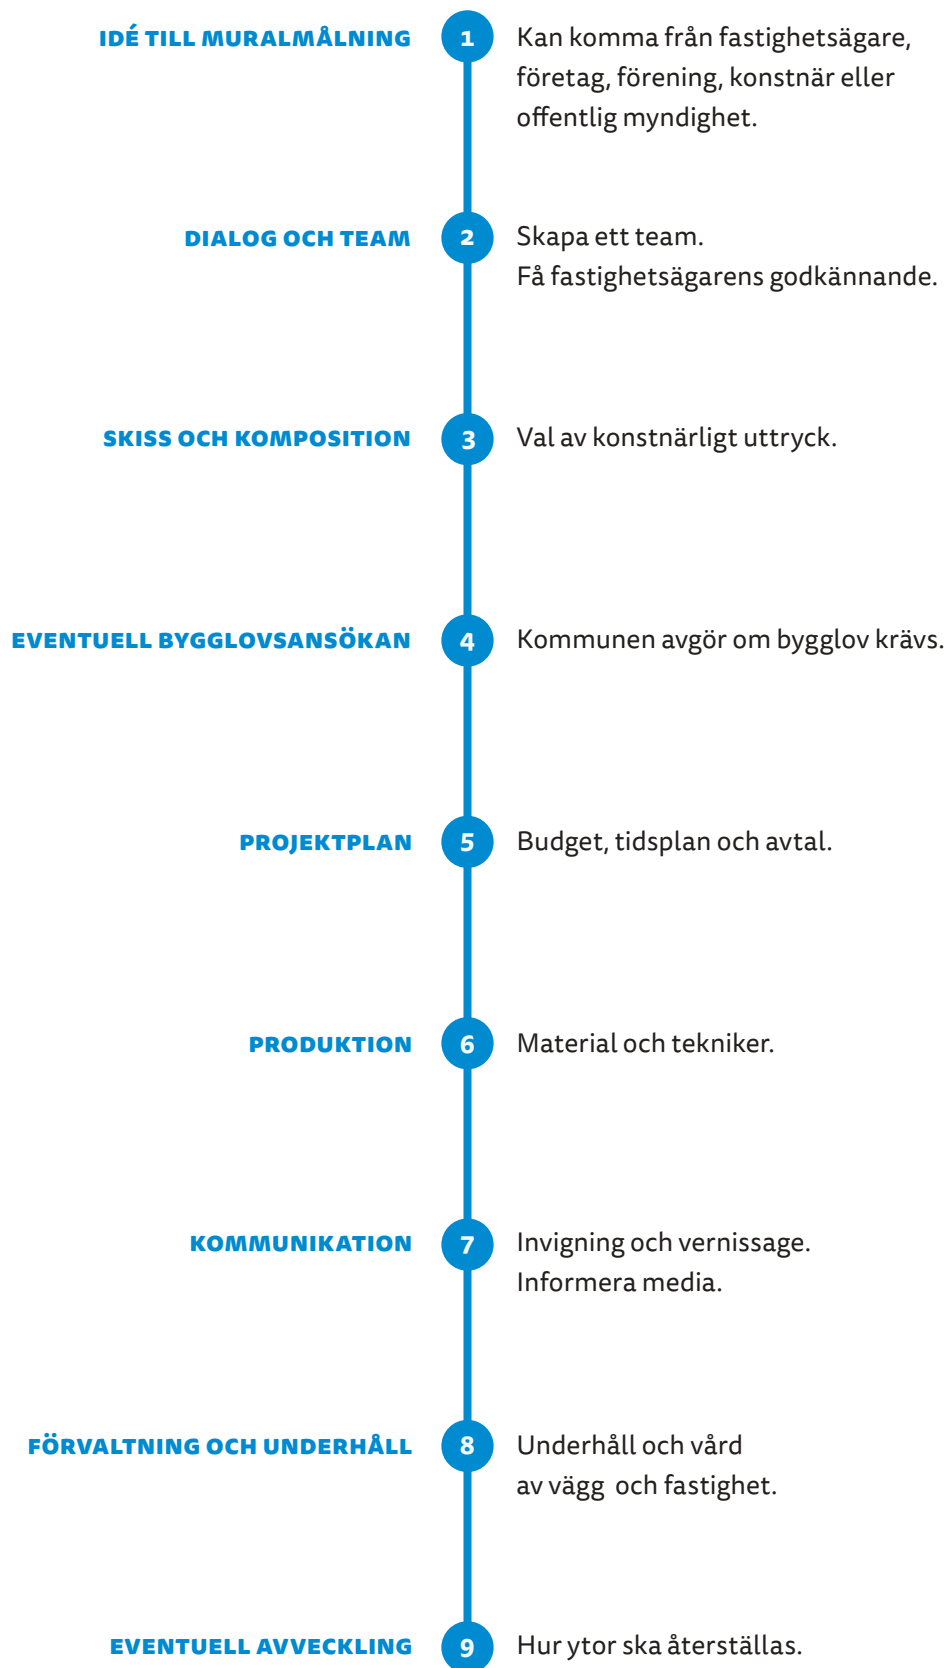 IDÉ TILL MURALMÅLNING
1
Kan komma från fastighetsägare,
företag, förening, konstnär eller
offentlig myndighet.
DIALOG OCH TEAM
2
Skapa ett team.
Få fastighetsägarens godkännande.
SKISS OCH KOMPOSITION
3
Val av konstnärligt uttryck.
EVENTUELL BYGGLOVSANSÖKAN
4
Kommunen avgör om bygglov krävs.
PROJEKTPLAN
5
Budget, tidsplan och avtal.
PRODUKTION
6
Material och tekniker.
KOMMUNIKATION
7
Invigning och vernissage.
Informera media.
FÖRVALTNING OCH UNDERHÅLL
8
Underhåll och vård
av vägg och fastighet.
EVENTUELL AVVECKLING
9
Hur ytor ska återställas.